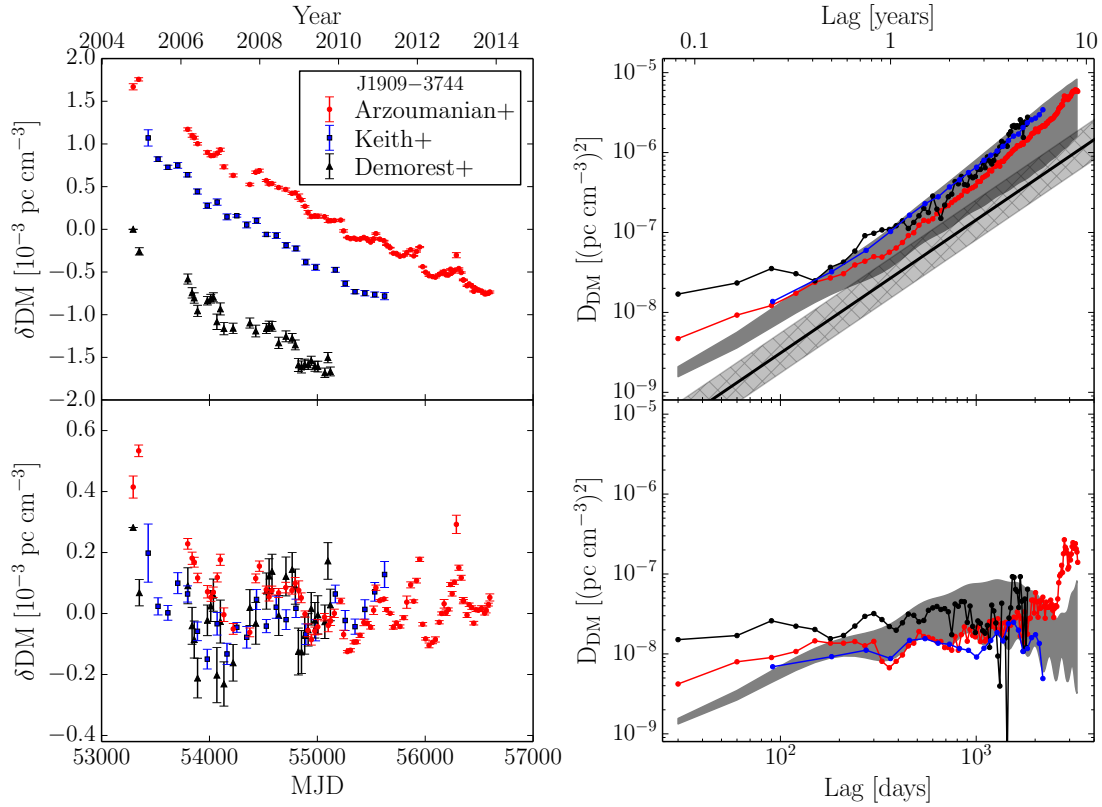 Year
2004 2006 2008 2010 2012 2014
2.0
1.5
1.0
0.5
0.0
−0.5
−1.0
−1.5
−2.0
δDM [10⁻³ pc cm⁻³]
J1909−3744
Arzoumanian+
Keith+
Demorest+
Lag [years]
0.1 1 10
10⁻⁵
10⁻⁶
10⁻⁷
10⁻⁸
10⁻⁹
D_DM [(pc cm⁻³)²]
0.6
0.4
0.2
0.0
−0.2
−0.4
δDM [10⁻³ pc cm⁻³]
53000 54000 55000 56000 57000
MJD
10⁻⁵
10⁻⁶
10⁻⁷
10⁻⁸
10⁻⁹
D_DM [(pc cm⁻³)²]
10² 10³
Lag [days]